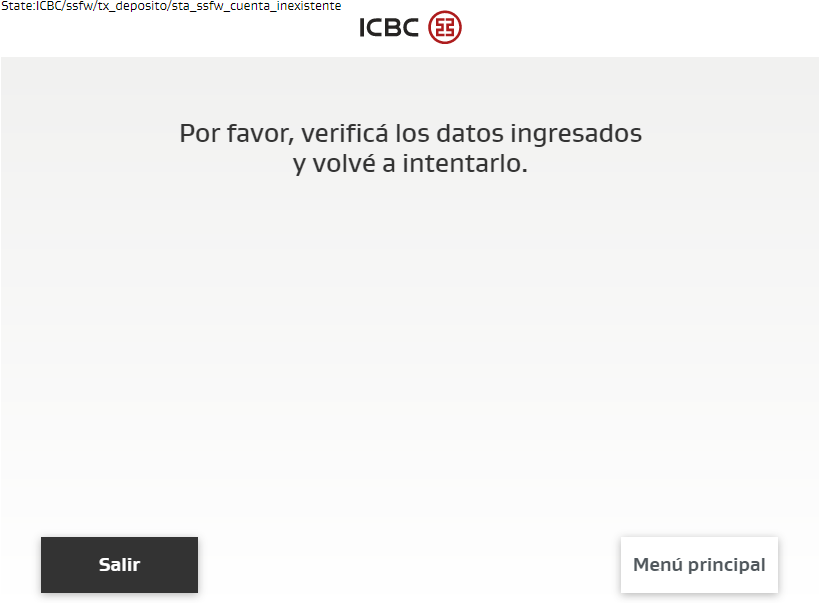 State:ICBC/ssfw/tx_deposito/sta_ssfw_cuenta_inexistente
ICBC
Por favor, verificá los datos ingresados
y volvé a intentarlo.
Salir
Menú principal